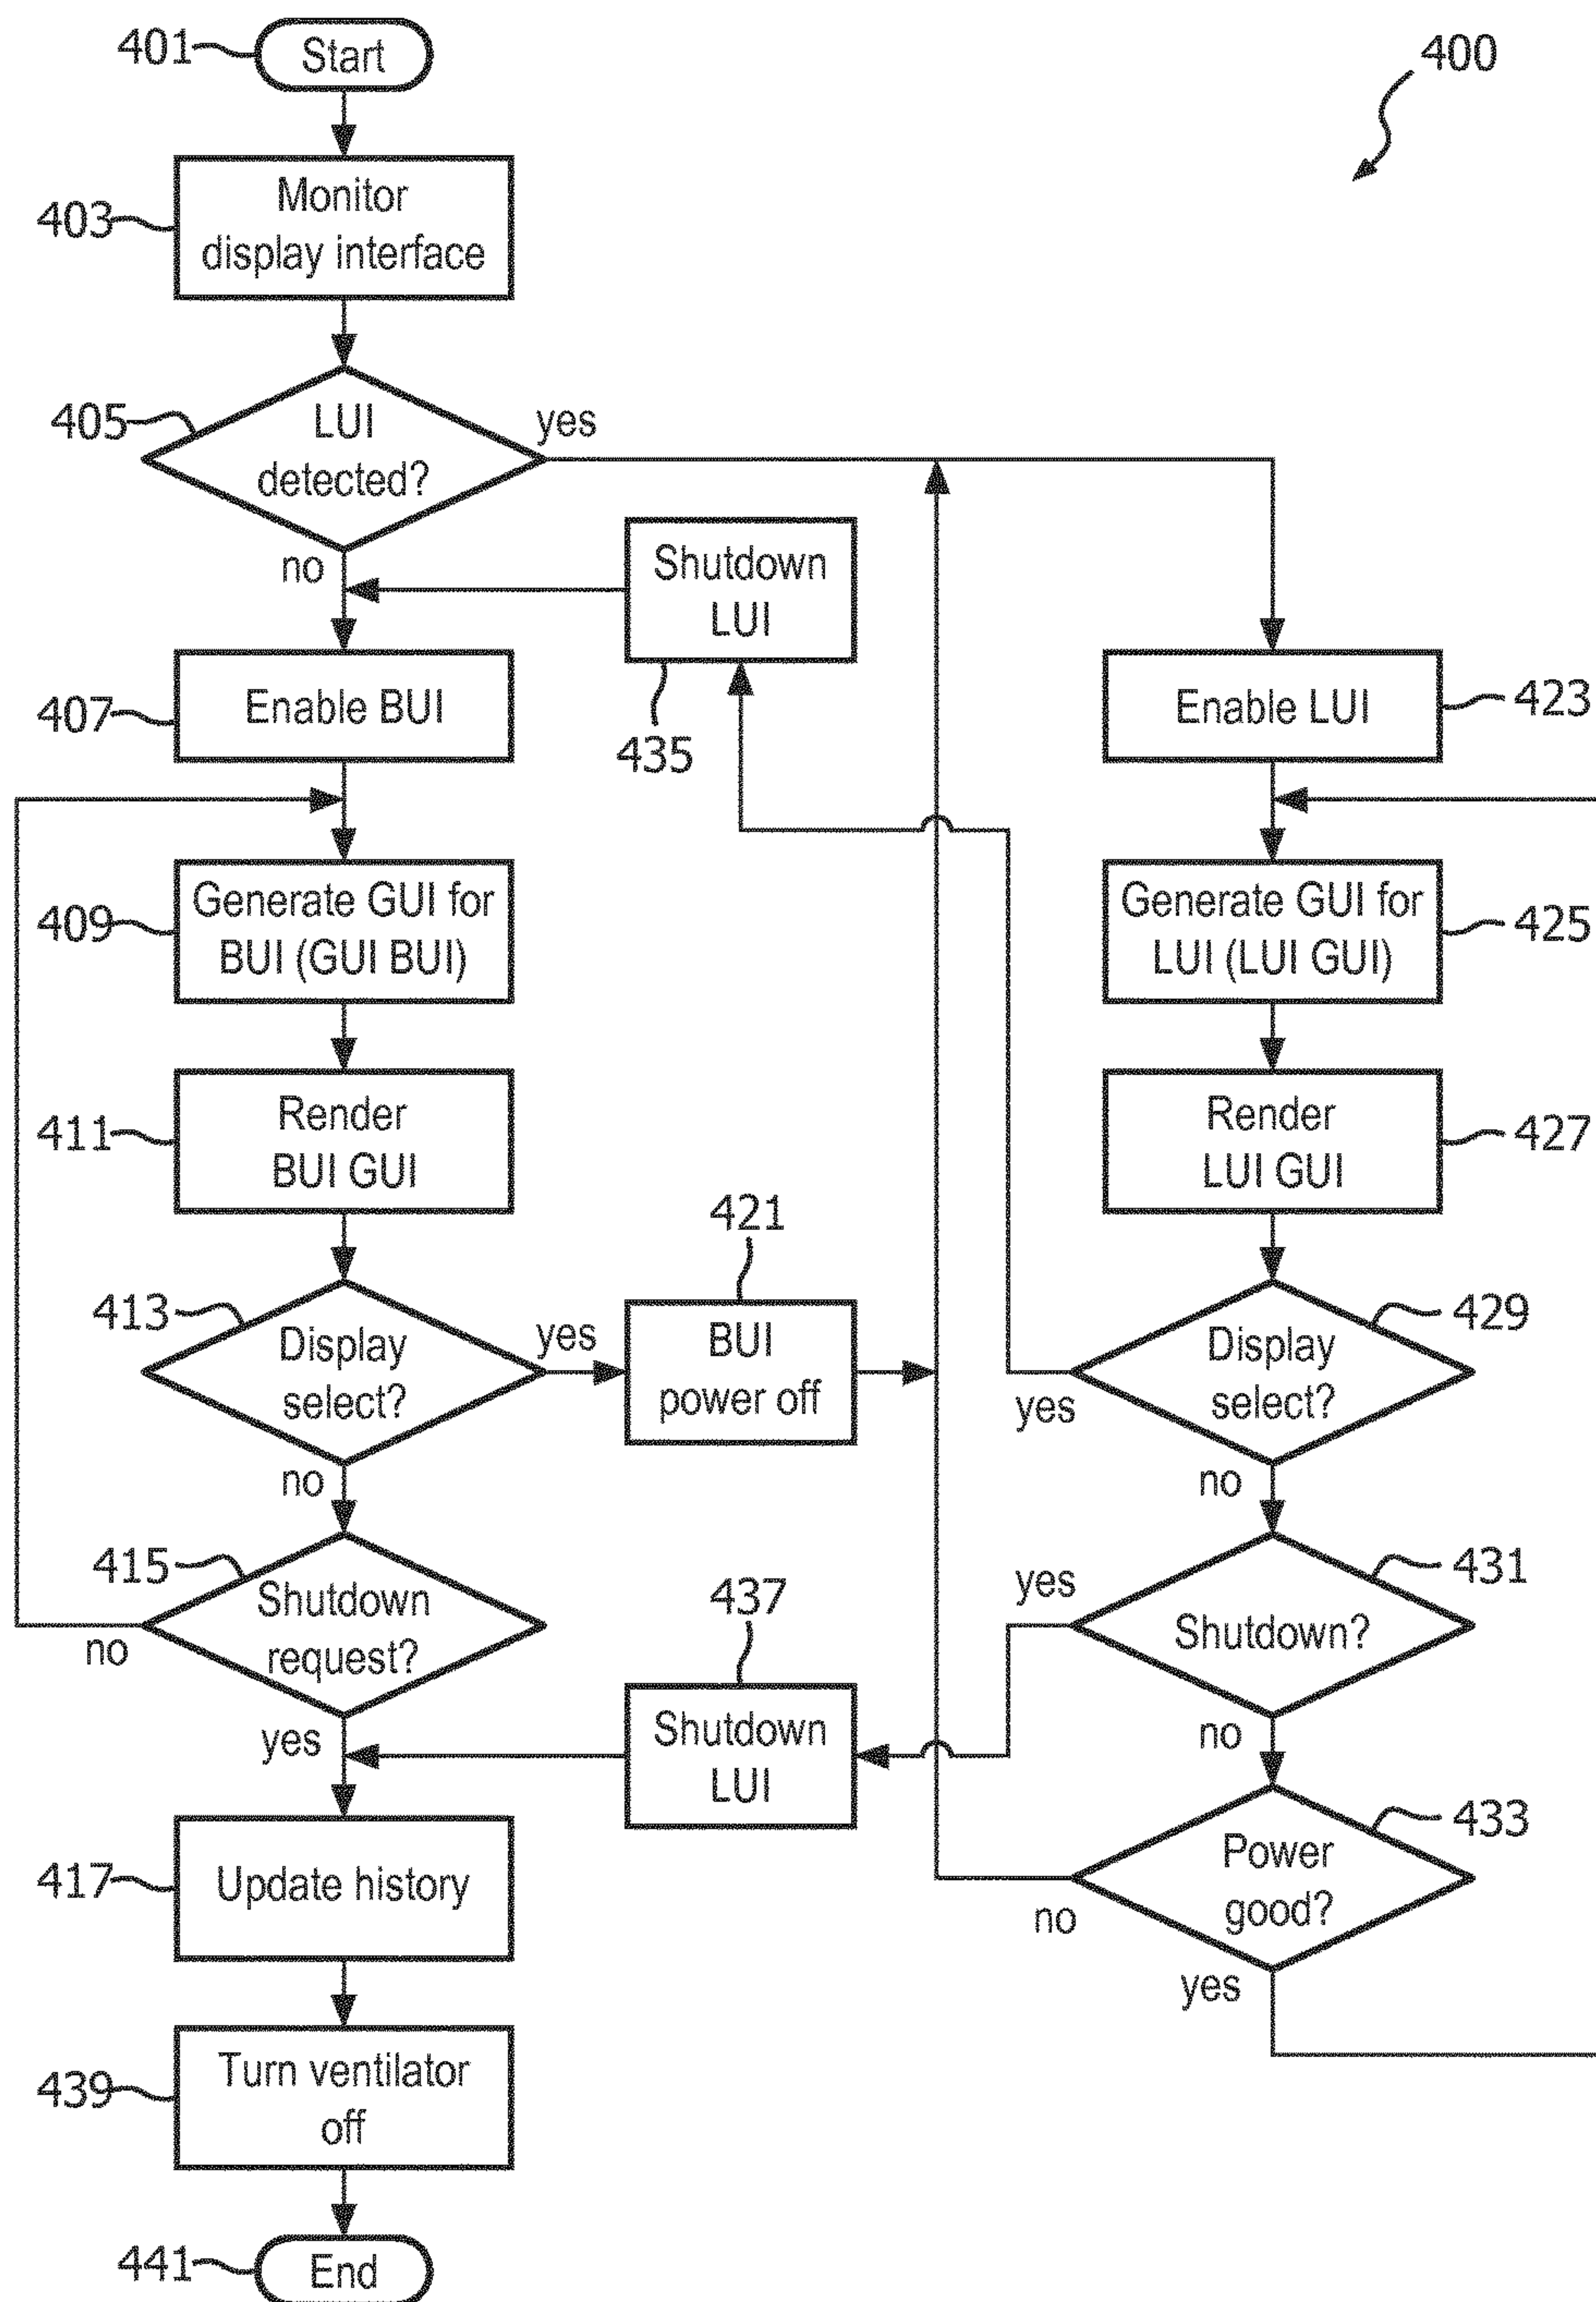 401
Start
400
403
Monitor
display interface
405
LUI
detected?
yes
no
Shutdown
LUI
435
407
Enable BUI
Enable LUI
423
409
Generate GUI for
BUI (GUI BUI)
Generate GUI for
LUI (LUI GUI)
425
411
Render
BUI GUI
Render
LUI GUI
427
413
Display
select?
yes
no
421
BUI
power off
429
Display
select?
yes
no
415
Shutdown
request?
no
yes
437
Shutdown
LUI
431
Shutdown?
yes
no
433
Power
good?
no
yes
417
Update history
439
Turn ventilator
off
441
End